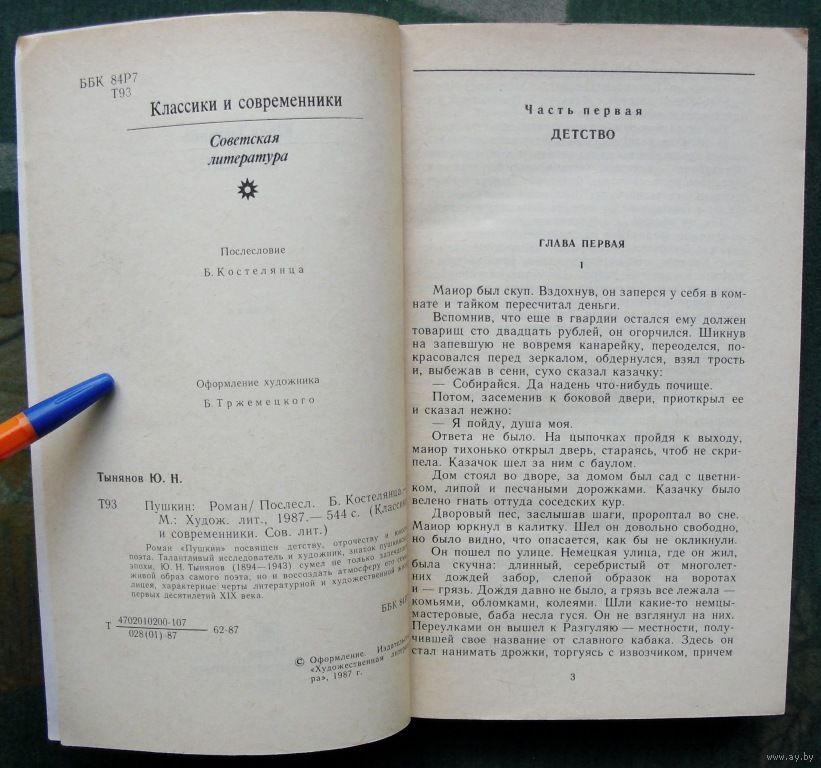 ББК 84Р7
Т93
Классики и современники
Советская
литература
Послесловие
Б. Костелянца
Оформление художника
Б. Тржемецкого
Тынянов Ю. Н.
Т93 Пушкин: Роман/ Послесл. Б. Костелянца.—
М.: Худож. лит., 1987.— 544 с. (Классики
и современники. Сов. лит.)
Роман «Пушкин» посвящен детству, отрочеству и
поэта. Талантливый исследователь и художник, знаток
эпохи, Ю. Н. Тынянов (1894—1943) сумел не только
живой образ самого поэта, но и воссоздать атмосферу его
лицея, характерные черты литературной и художественной
первых десятилетий XIX века.
ББК 84
Т 4702010200-107 62-87
028(01)-87
© Оформление.
«Художественная
ра», 1987 г.
Часть первая
ДЕТСТВО
ГЛАВА ПЕРВАЯ
1
Маиор был скуп. Вздохнув, он заперся у себя в ком-
нате и тайком пересчитал деньги.
Вспомнив, что еще в гвардии остался ему должен
товарищ сто двадцать рублей, он огорчился. Шикнув
на запевшую не вовремя канарейку, переоделся, по-
красовался перед зеркалом, обдернулся, взял трость
и, выбежав в сени, сухо сказал казачку:
— Собирайся. Да надень что-нибудь почище.
Потом, засеменив к боковой двери, приоткрыл ее
и сказал нежно:
— Я пойду, душа моя.
Ответа не было. На цыпочках пройдя к выходу,
маиор тихонько открыл дверь, стараясь, чтоб не скри-
пела. Казачок шел за ним с баулом.
Дом стоял во дворе, за домом был сад с цветни-
ком, липой и песчаными дорожками. Казачку было
велено гнать оттуда соседских кур.
Дворовый пес, заслышав шаги, проропотал во сне.
Маиор юркнул в калитку. Шел он довольно свободно,
но было видно, что опасается, как бы не окликнули.
Он пошел по улице. Немецкая улица, где он жил,
была скучна: длинный, серебристый от многолет-
них дождей забор, слепой образок на воротах
и — грязь. Дождя давно не было, а грязь все лежала —
комьями, обломками, колеями. Шли какие-то немцы-
мастеровые, баба несла гуся. Он не взглянул на них.
Переулками он вышел к Разгуляю — местности, полу-
чившей свое название от славного кабака. Здесь он
стал нанимать дрожки, торгуясь с извозчиком, причем
3
www.ay.by